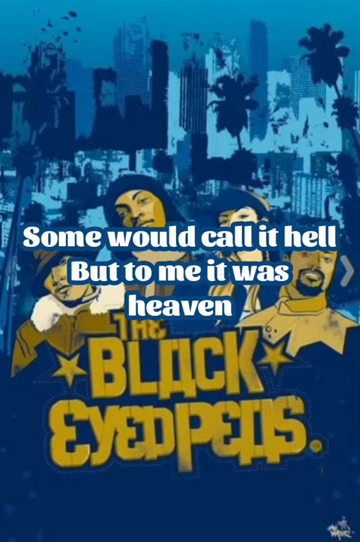 Some would call it hell
But to me it was
heaven
THE
BLACK
EYED PEAS.